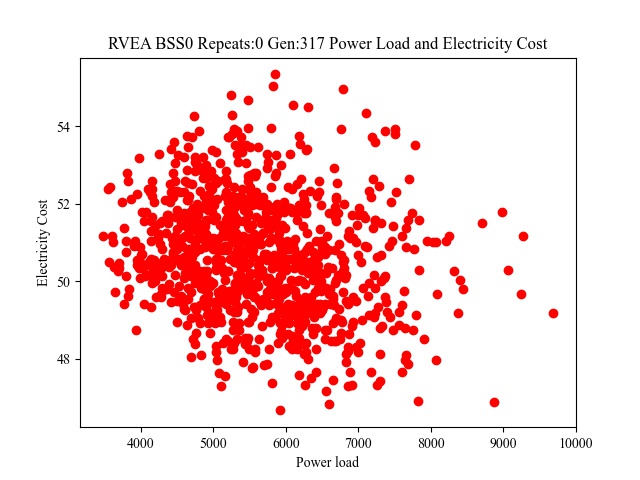 RVEA BSS0 Repeats:0 Gen:317 Power Load and Electricity Cost
54
52
50
48
Electricity Cost
4000 5000 6000 7000 8000 9000 10000
Power load